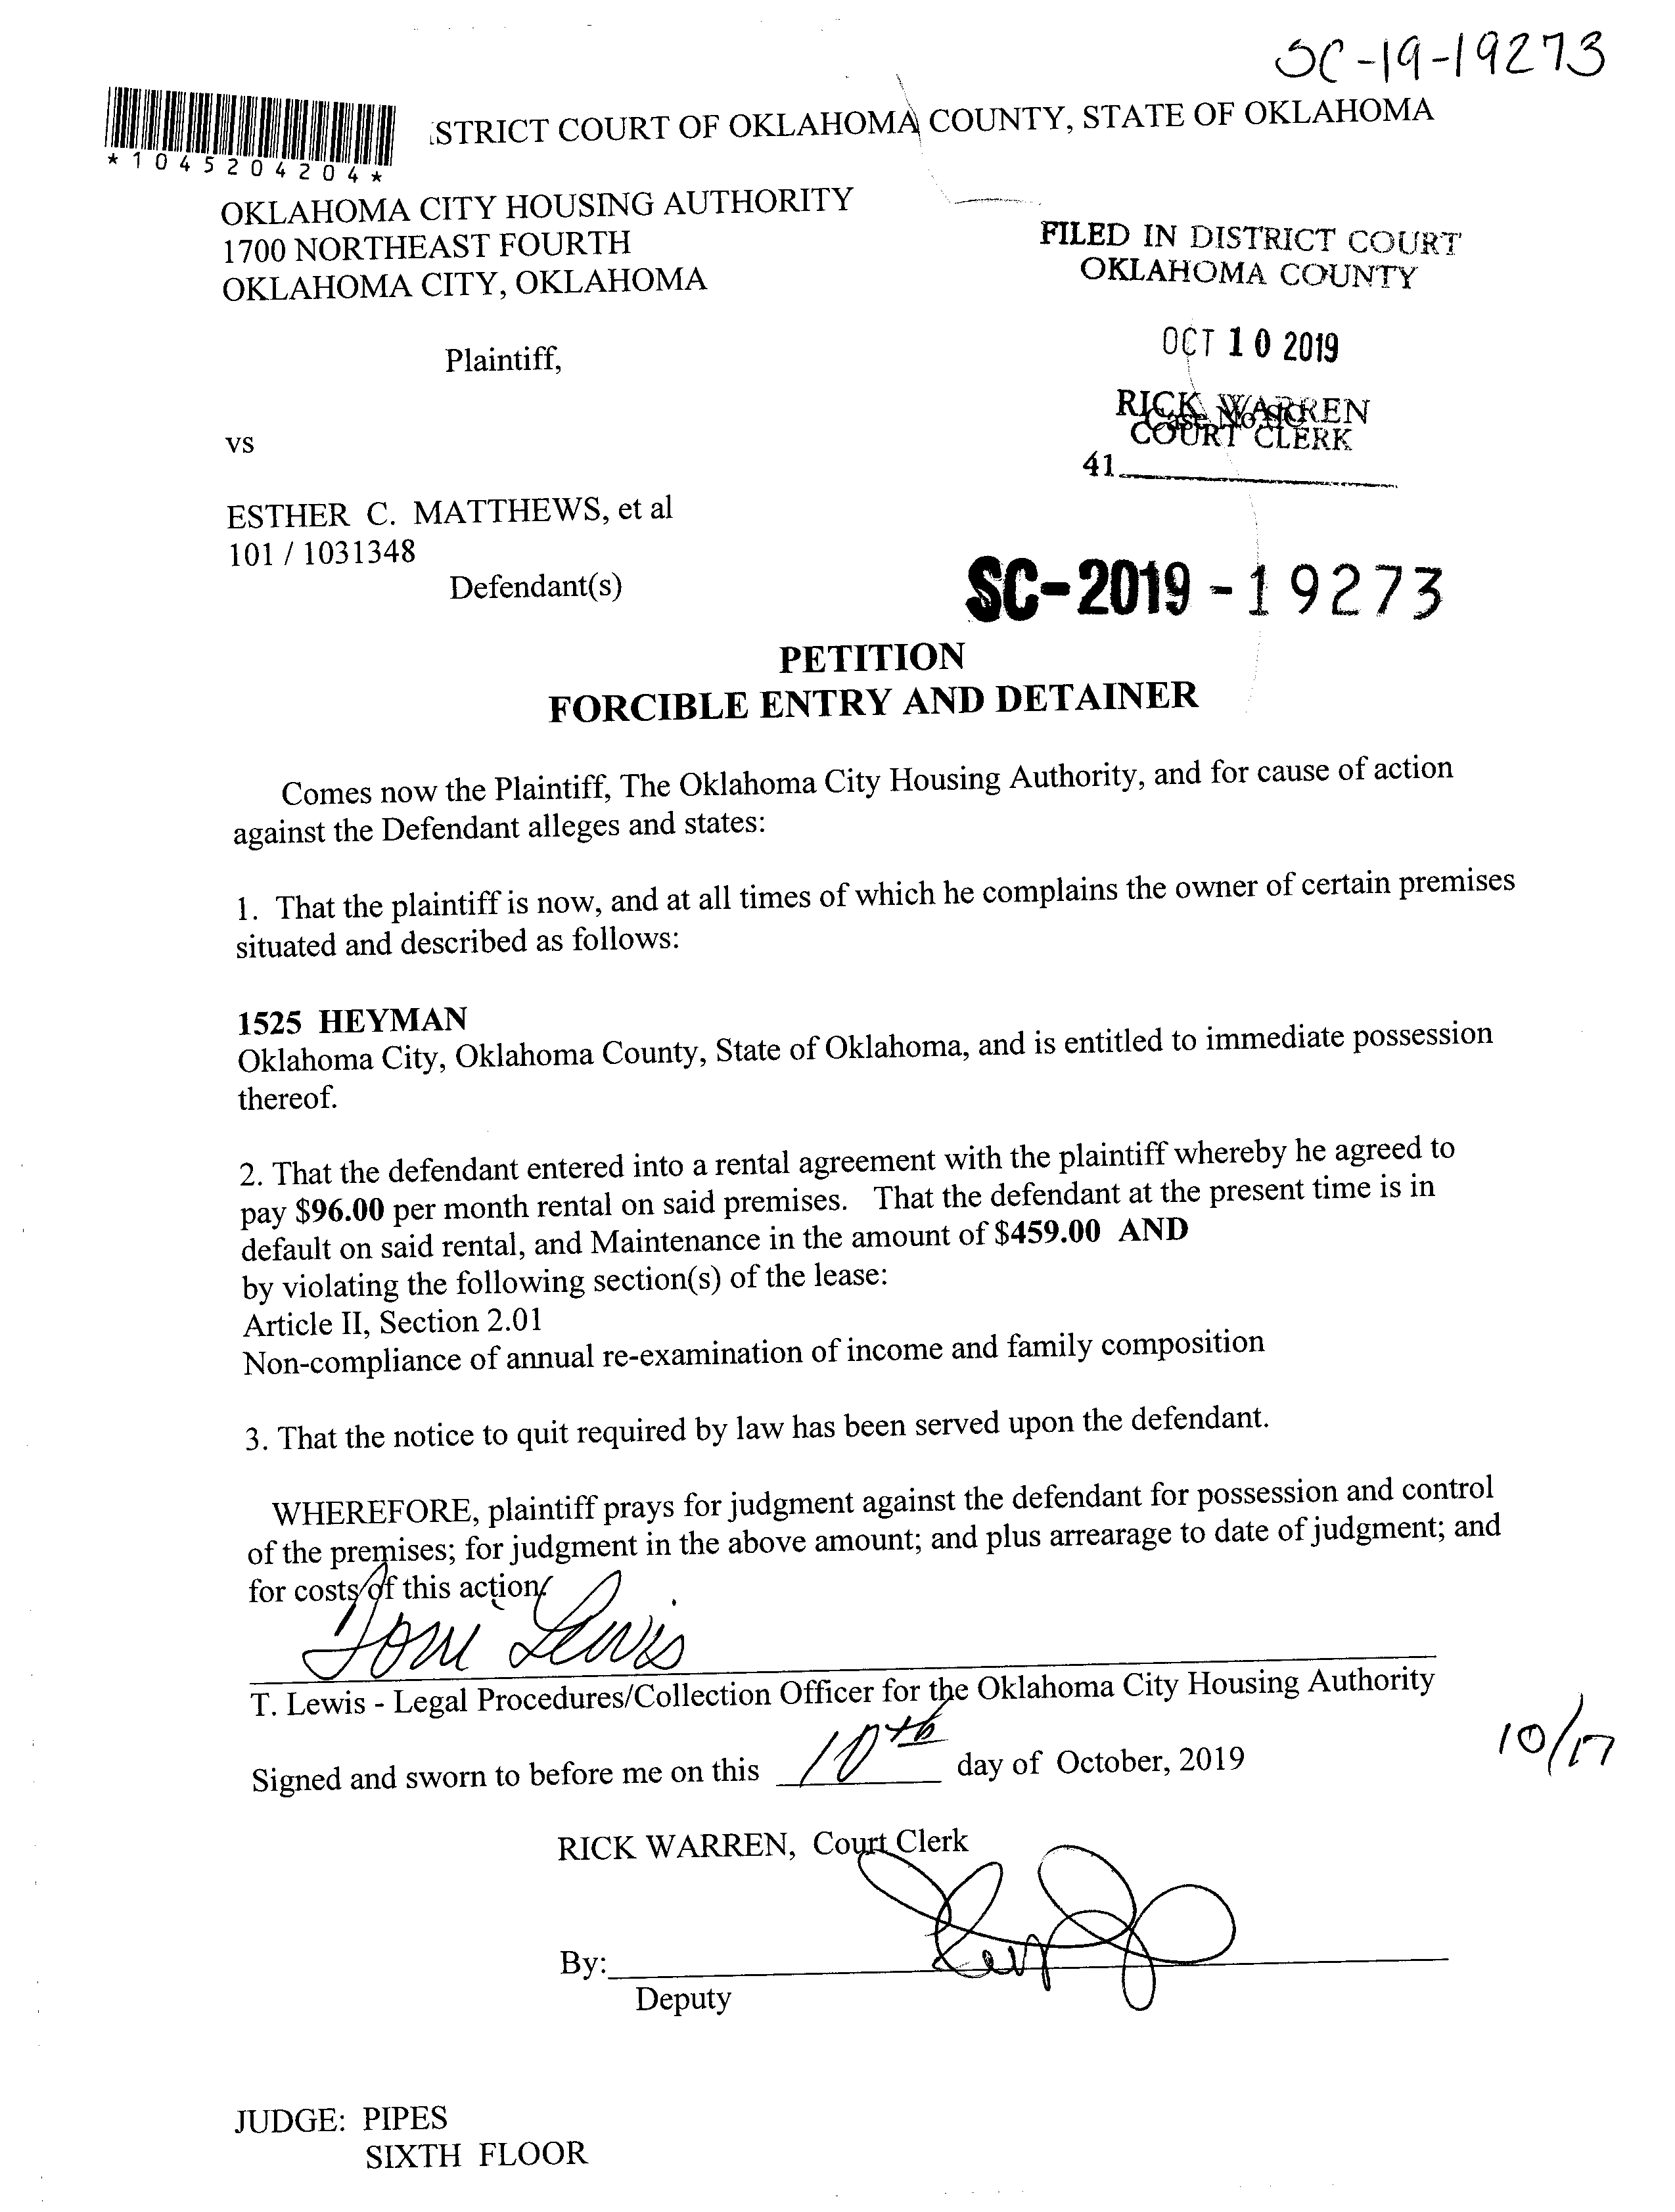 SC-19-19273
STRICT COURT OF OKLAHOMA COUNTY, STATE OF OKLAHOMA
*1045204204*
OKLAHOMA CITY HOUSING AUTHORITY
1700 NORTHEAST FOURTH
OKLAHOMA CITY, OKLAHOMA
FILED IN DISTRICT COURT
OKLAHOMA COUNTY
OCT 10 2019
Plaintiff,
RICK WARREN
Case No. SC
COURT CLERK
41
vs
ESTHER C. MATTHEWS, et al
101 / 1031348
Defendant(s)
SC-2019-19273
PETITION
FORCIBLE ENTRY AND DETAINER
Comes now the Plaintiff, The Oklahoma City Housing Authority, and for cause of action
against the Defendant alleges and states:
1. That the plaintiff is now, and at all times of which he complains the owner of certain premises
situated and described as follows:
1525 HEYMAN
Oklahoma City, Oklahoma County, State of Oklahoma, and is entitled to immediate possession
thereof.
2. That the defendant entered into a rental agreement with the plaintiff whereby he agreed to
pay $96.00 per month rental on said premises. That the defendant at the present time is in
default on said rental, and Maintenance in the amount of $459.00 AND
by violating the following section(s) of the lease:
Article II, Section 2.01
Non-compliance of annual re-examination of income and family composition
3. That the notice to quit required by law has been served upon the defendant.
WHEREFORE, plaintiff prays for judgment against the defendant for possession and control
of the premises; for judgment in the above amount; and plus arrearage to date of judgment; and
for costs of this action.
Toni Lewis
T. Lewis - Legal Procedures/Collection Officer for the Oklahoma City Housing Authority
Signed and sworn to before me on this 10th day of October, 2019
10/17
RICK WARREN, Court Clerk
By:
Deputy
JUDGE: PIPES
SIXTH FLOOR